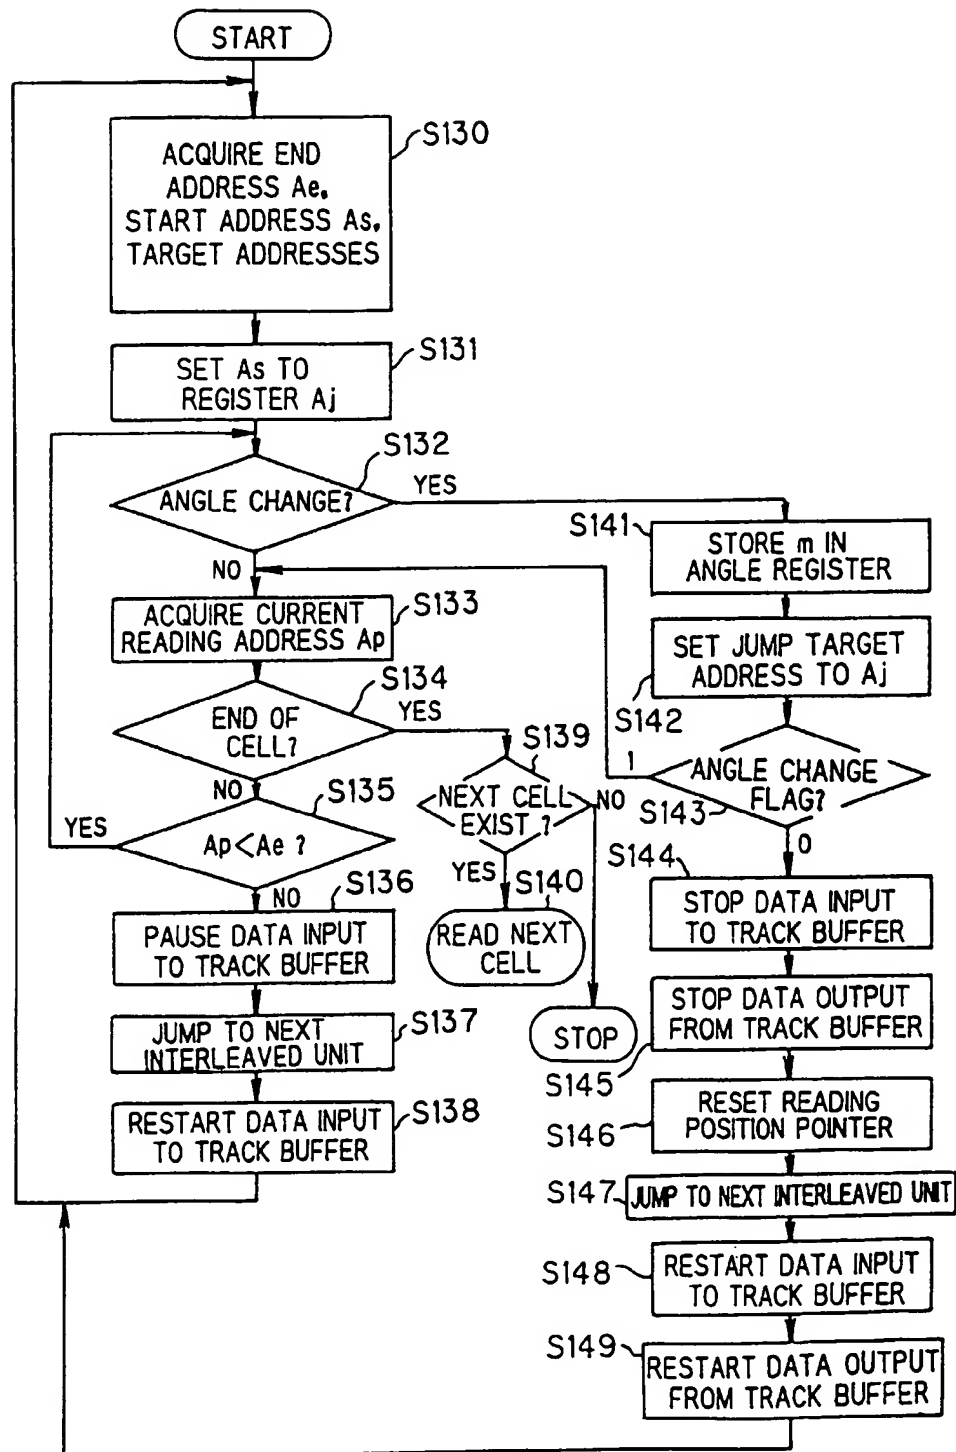 START
S130
ACQUIRE END
ADDRESS Ae.
START ADDRESS As.
TARGET ADDRESSES
S131
SET As TO
REGISTER Aj
S132
ANGLE CHANGE?
YES
NO
S133
ACQUIRE CURRENT
READING ADDRESS Ap
S134
END OF
CELL?
YES
NO
S135
Ap<Ae ?
YES
NO
S136
PAUSE DATA INPUT
TO TRACK BUFFER
S137
JUMP TO NEXT
INTERLEAVED UNIT
S138
RESTART DATA INPUT
TO TRACK BUFFER
S139
NEXT CELL
EXIST ?
NO
YES
S140
READ NEXT
CELL
STOP
S141
STORE m IN
ANGLE REGISTER
SET JUMP TARGET
ADDRESS TO Aj
S142
1
ANGLE CHANGE
FLAG?
S143
0
S144
STOP DATA INPUT
TO TRACK BUFFER
STOP DATA OUTPUT
FROM TRACK BUFFER
S145
RESET READING
POSITION POINTER
S146
S147
JUMP TO NEXT INTERLEAVED UNIT
S148
RESTART DATA INPUT
TO TRACK BUFFER
S149
RESTART DATA OUTPUT
FROM TRACK BUFFER